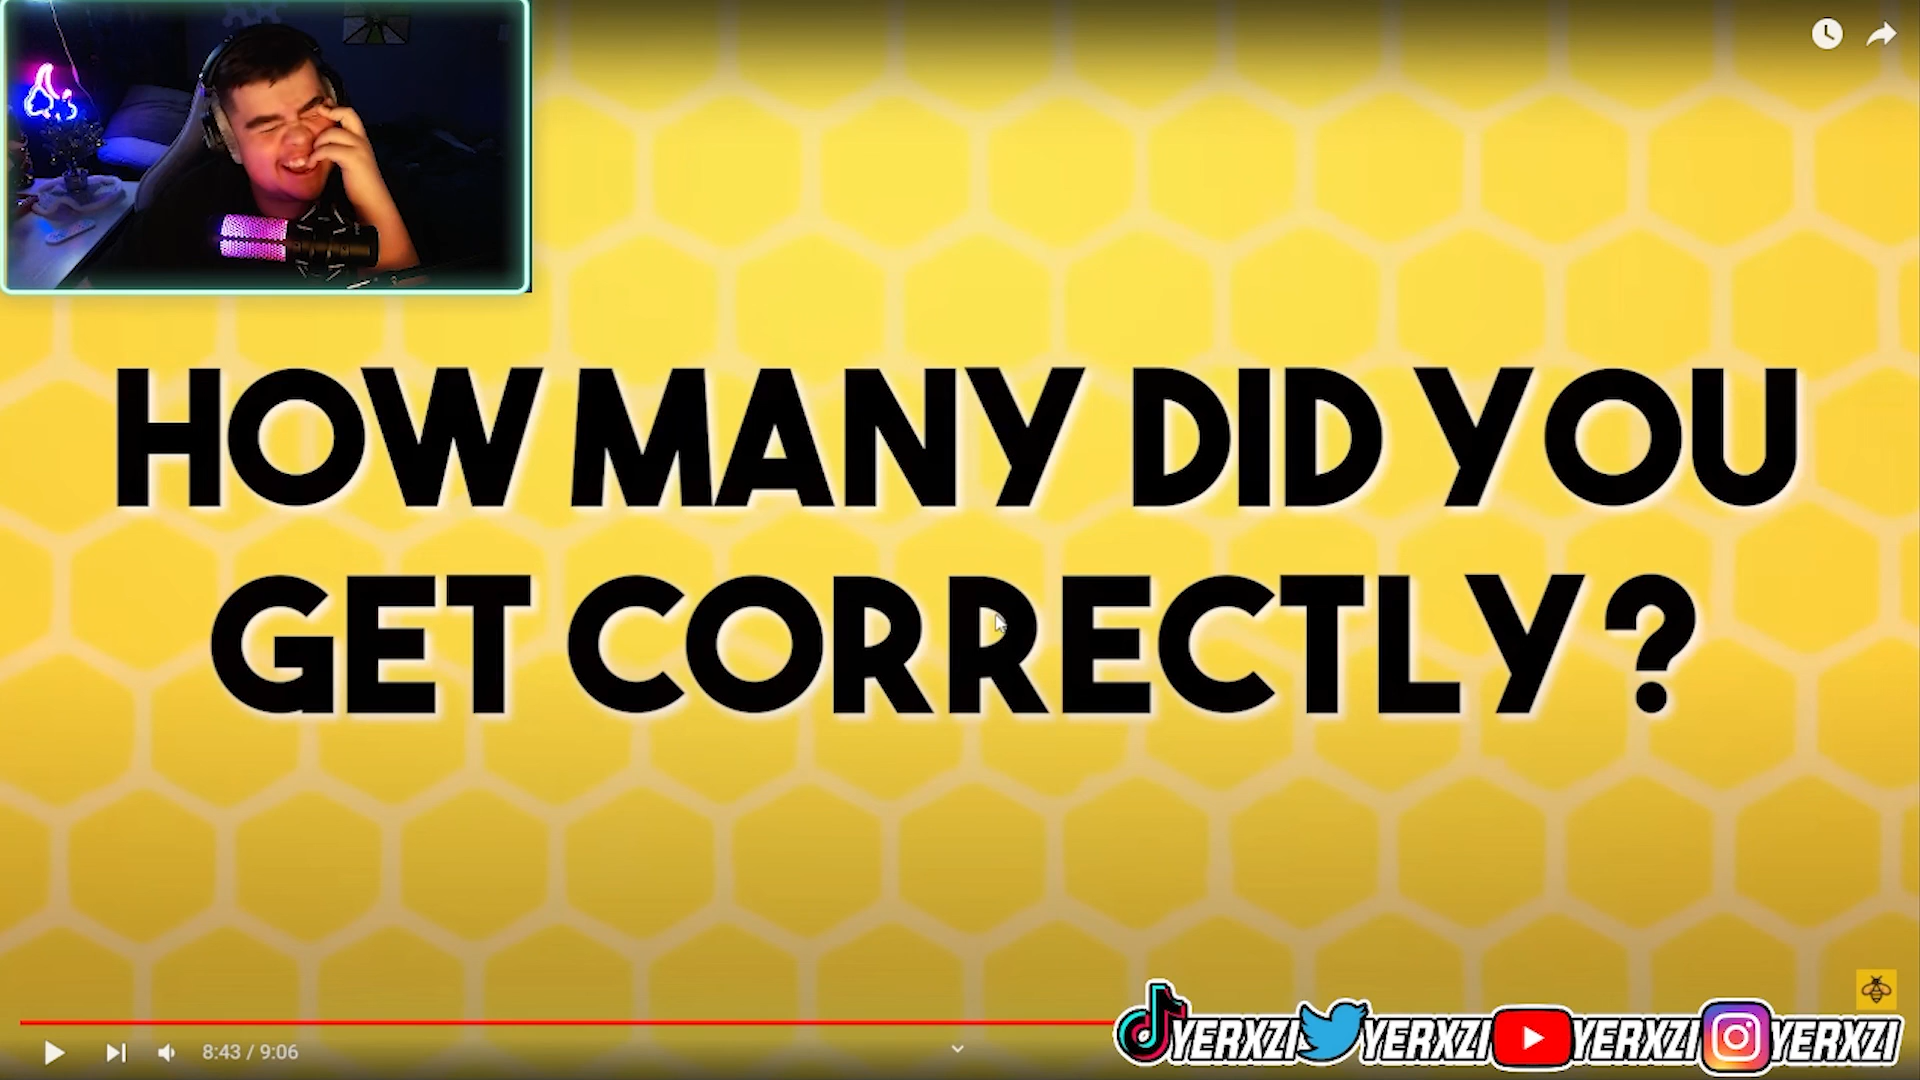 HOW MANY DID YOU
GET CORRECTLY?
8:43 / 9:06
YERXZI YERXZI YERXZI YERXZI